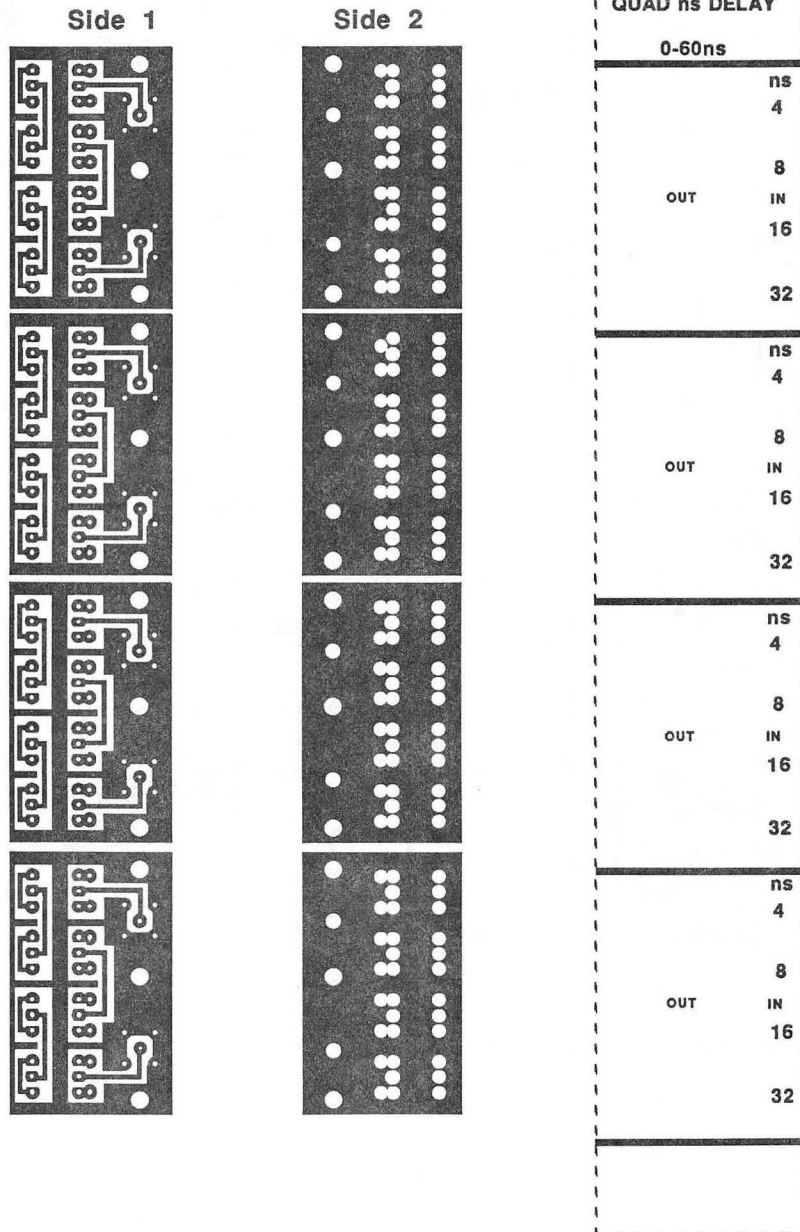 Side 1
Side 2
QUAD ns DELAY
0-60ns
ns
4
8
OUT IN
16
32
ns
4
8
OUT IN
16
32
ns
4
8
OUT IN
16
32
ns
4
8
OUT IN
16
32